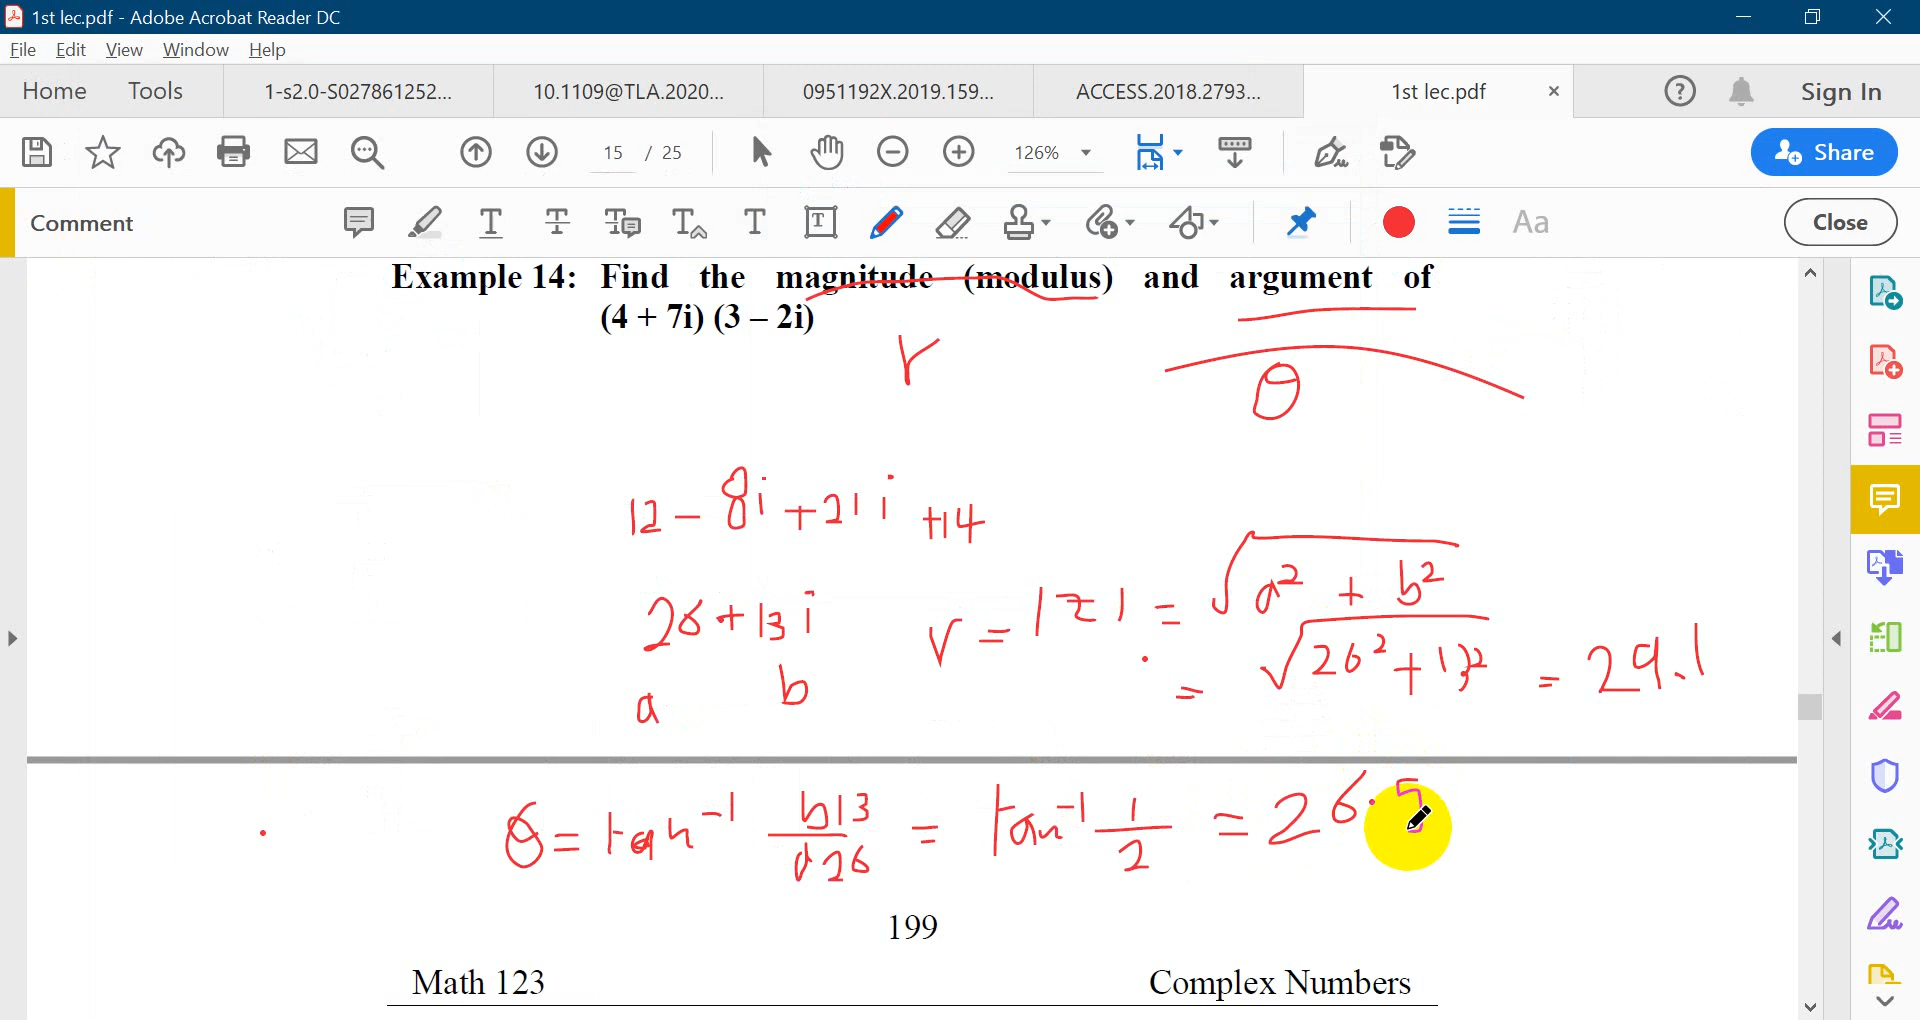 1st lec.pdf - Adobe Acrobat Reader DC
File Edit View Window Help
Home Tools 1-s2.0-S027861252... 10.1109@TLA.2020... 0951192X.2019.159... ACCESS.2018.2793... 1st lec.pdf × Sign In
15 / 25 126% Share
Comment Aa Close
Example 14: Find the magnitude (modulus) and argument of
(4 + 7i) (3 – 2i)
r θ
12 - 8i + 21i +14
26 + 13i r = |z| = √a² + b²
a b = √26² + 13² = 29.1
θ = tan⁻¹ b13/a26 = tan⁻¹ 1/2 = 26.5
199
Math 123 Complex Numbers